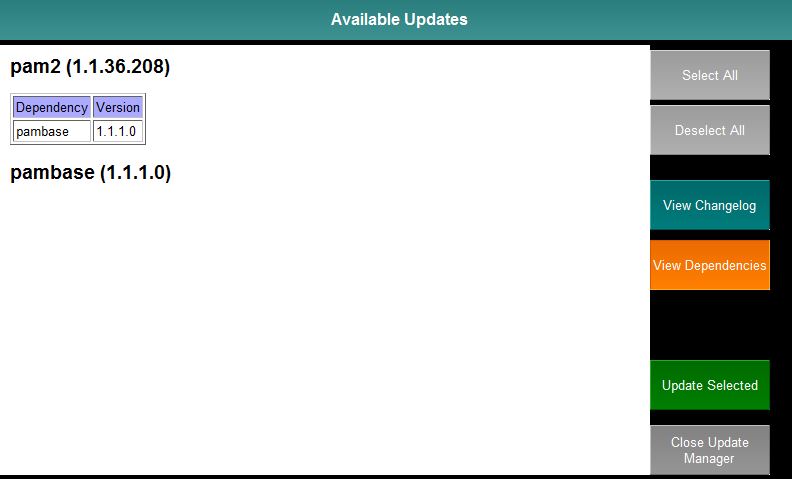 Available Updates
pam2 (1.1.36.208)
Dependency Version
pambase 1.1.1.0
pambase (1.1.1.0)
Select All
Deselect All
View Changelog
View Dependencies
Update Selected
Close Update
Manager